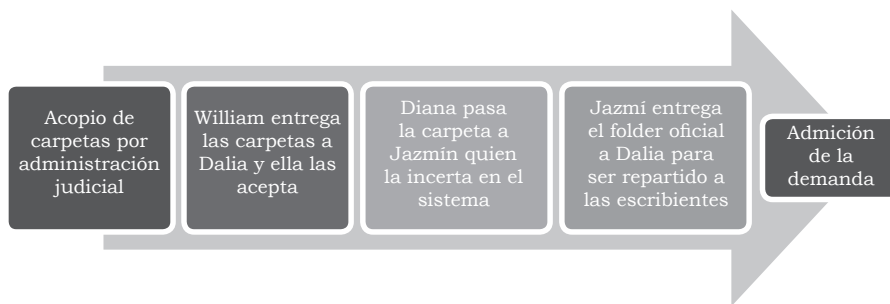 Acopio de
carpetas por
administración
judicial
William entrega
las carpetas a
Dalia y ella las
acepta
Diana pasa
la carpeta a
Jazmín quien
la incerta en el
sistema
Jazmí entrega
el folder oficial
a Dalia para
ser repartido a
las escribientes
Admición
de la
demanda